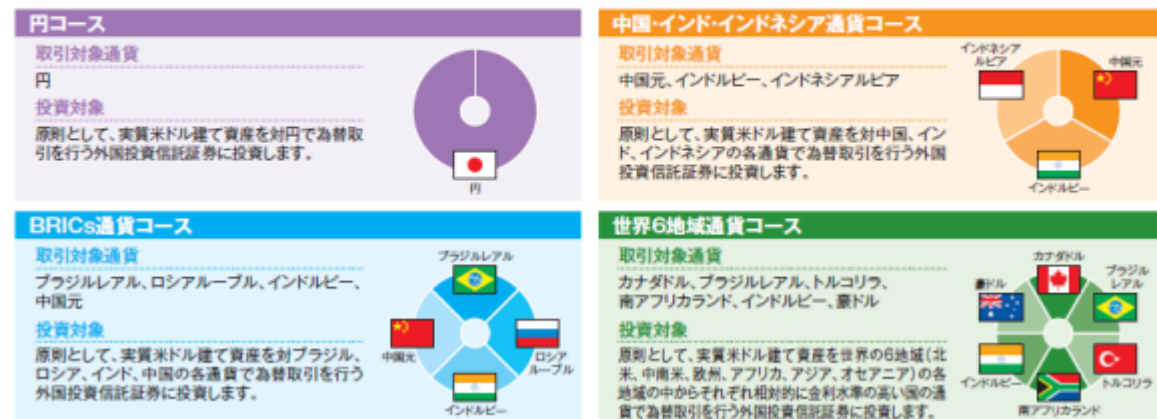 円コース
取引対象通貨
円
投資対象
原則として、実質米ドル建て資産を対円で為替取
引を行う外国投資信託証券に投資します。
円
中国・インド・インドネシア通貨コース
取引対象通貨
中国元、インドルピー、インドネシアルピア
投資対象
原則として、実質米ドル建て資産を対中国、イン
ド、インドネシアの各通貨で為替取引を行う外国
投資信託証券に投資します。
インドネシア
ルピア
中国元
インドルピー
BRICs通貨コース
取引対象通貨
ブラジルレアル、ロシアルーブル、インドルピー、
中国元
投資対象
原則として、実質米ドル建て資産を対ブラジル、
ロシア、インド、中国の各通貨で為替取引を行う
外国投資信託証券に投資します。
ブラジルレアル
中国元
ロシア
ルーブル
インドルピー
世界6地域通貨コース
取引対象通貨
カナダドル、ブラジルレアル、トルコリラ、
南アフリカランド、インドルピー、豪ドル
投資対象
原則として、実質米ドル建て資産を世界の6地域(北
米、中南米、欧州、アフリカ、アジア、オセアニア)の各
地域の中からそれぞれ相対的に金利水準の高い国の通
貨で為替取引を行う外国投資信託証券に投資します。
カナダドル
豪ドル
ブラジル
レアル
インドルピー
トルコリラ
南アフリカランド